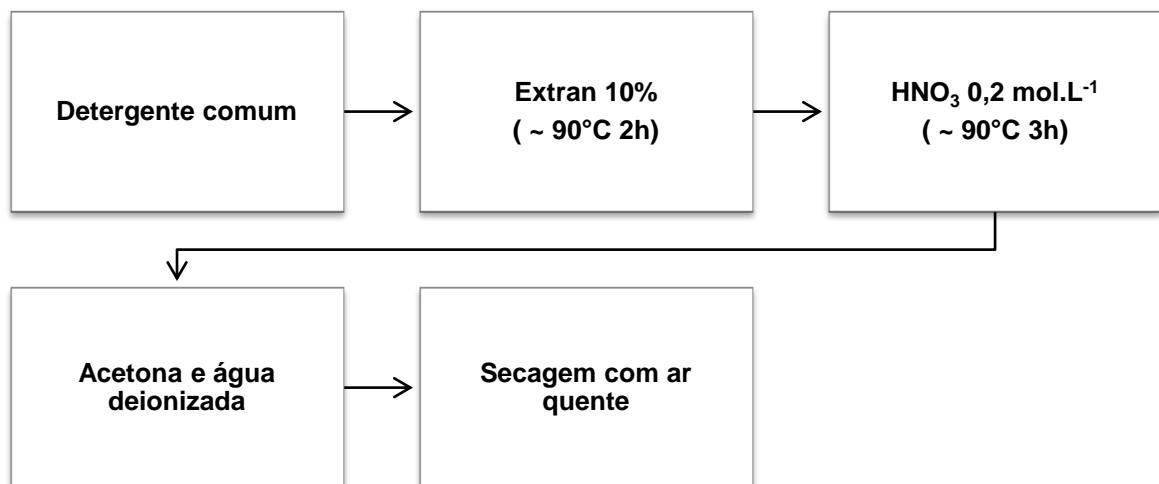 Detergente comum
Extran 10%
( ~ 90°C 2h)
HNO₃ 0,2 mol.L⁻¹
( ~ 90°C 3h)
Acetona e água
deionizada
Secagem com ar
quente